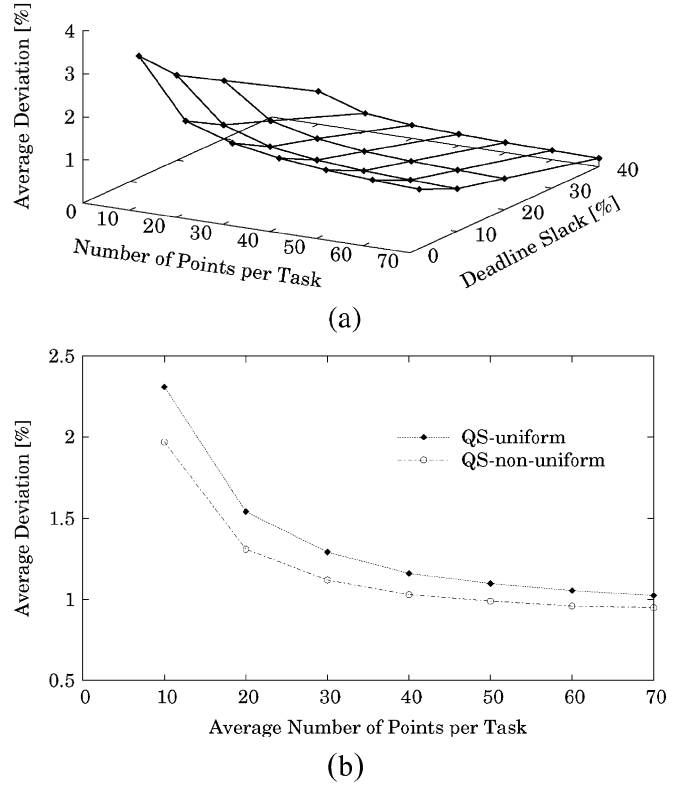 4
3
2
1
Average Deviation [%]
0 10 20 30 40 50 60 70
Number of Points per Task
0 10 20 30 40
Deadline Slack [%]
(a)
2.5
2
1.5
1
0.5
Average Deviation [%]
QS-uniform
QS-non-uniform
0 10 20 30 40 50 60 70
Average Number of Points per Task
(b)